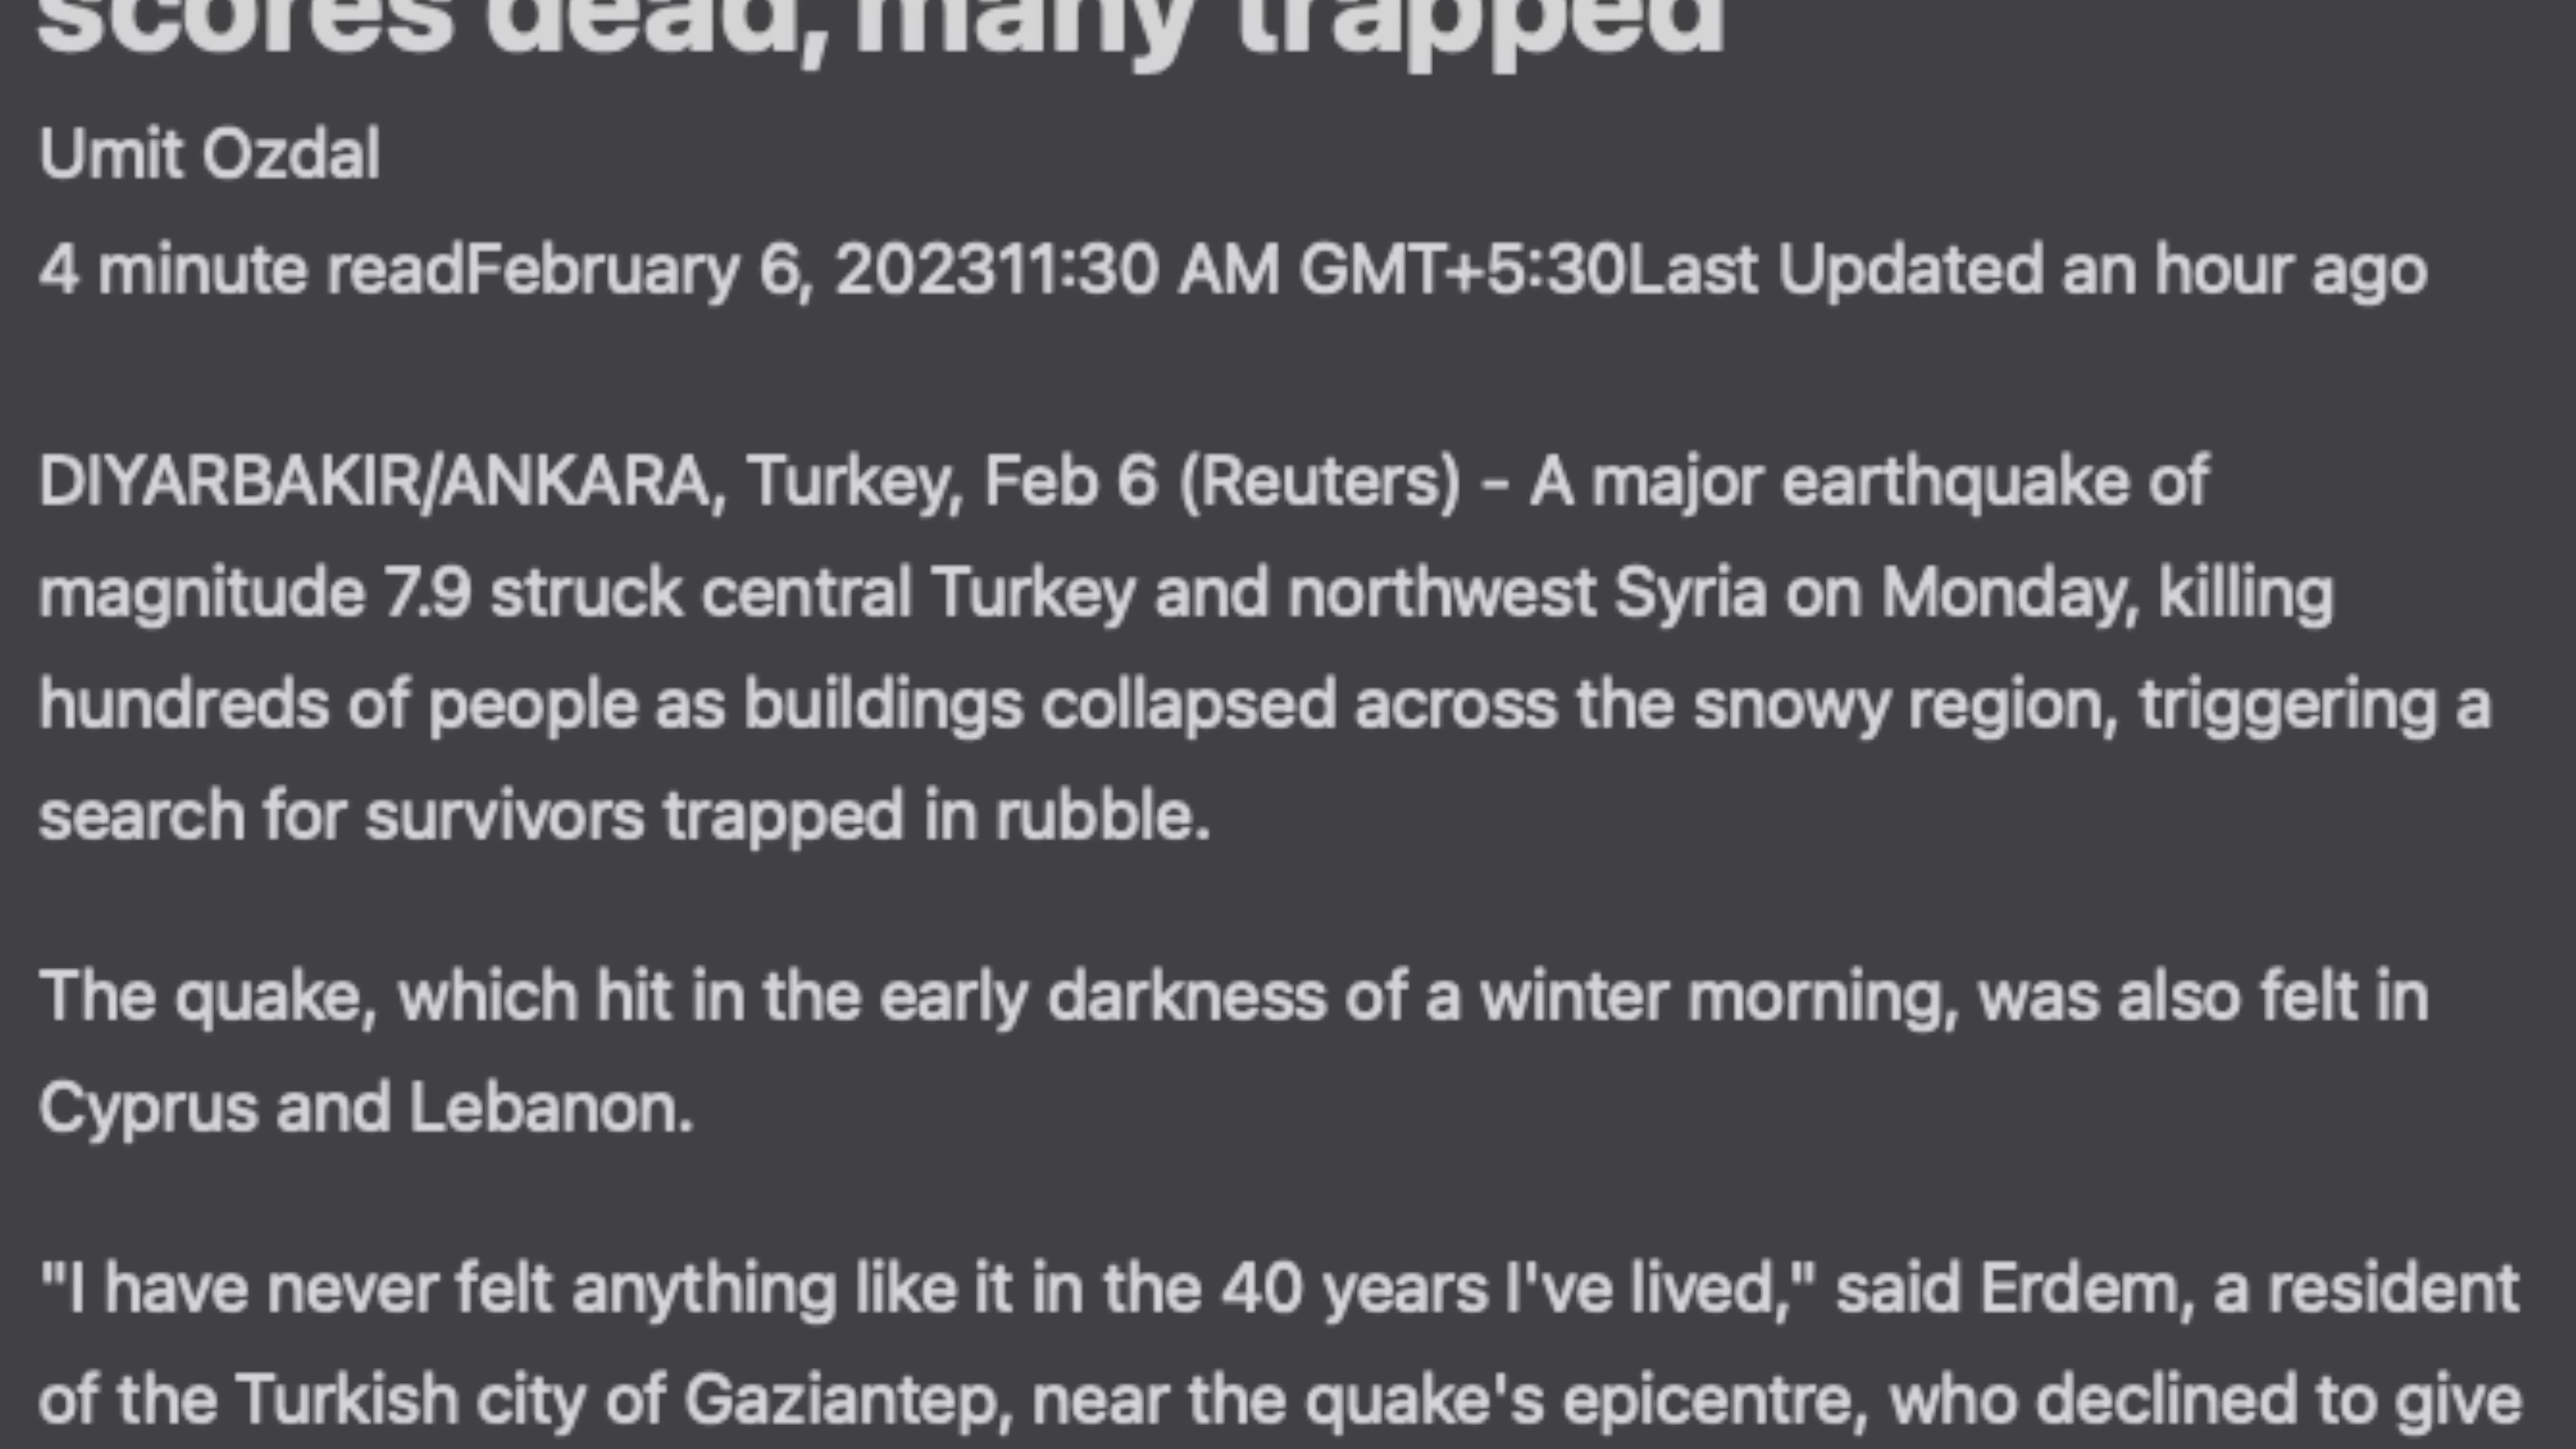 scores dead, many trapped
Umit Ozdal
4 minute readFebruary 6, 202311:30 AM GMT+5:30Last Updated an hour ago
DIYARBAKIR/ANKARA, Turkey, Feb 6 (Reuters) - A major earthquake of
magnitude 7.9 struck central Turkey and northwest Syria on Monday, killing
hundreds of people as buildings collapsed across the snowy region, triggering a
search for survivors trapped in rubble.
The quake, which hit in the early darkness of a winter morning, was also felt in
Cyprus and Lebanon.
"I have never felt anything like it in the 40 years I've lived," said Erdem, a resident
of the Turkish city of Gaziantep, near the quake's epicentre, who declined to give